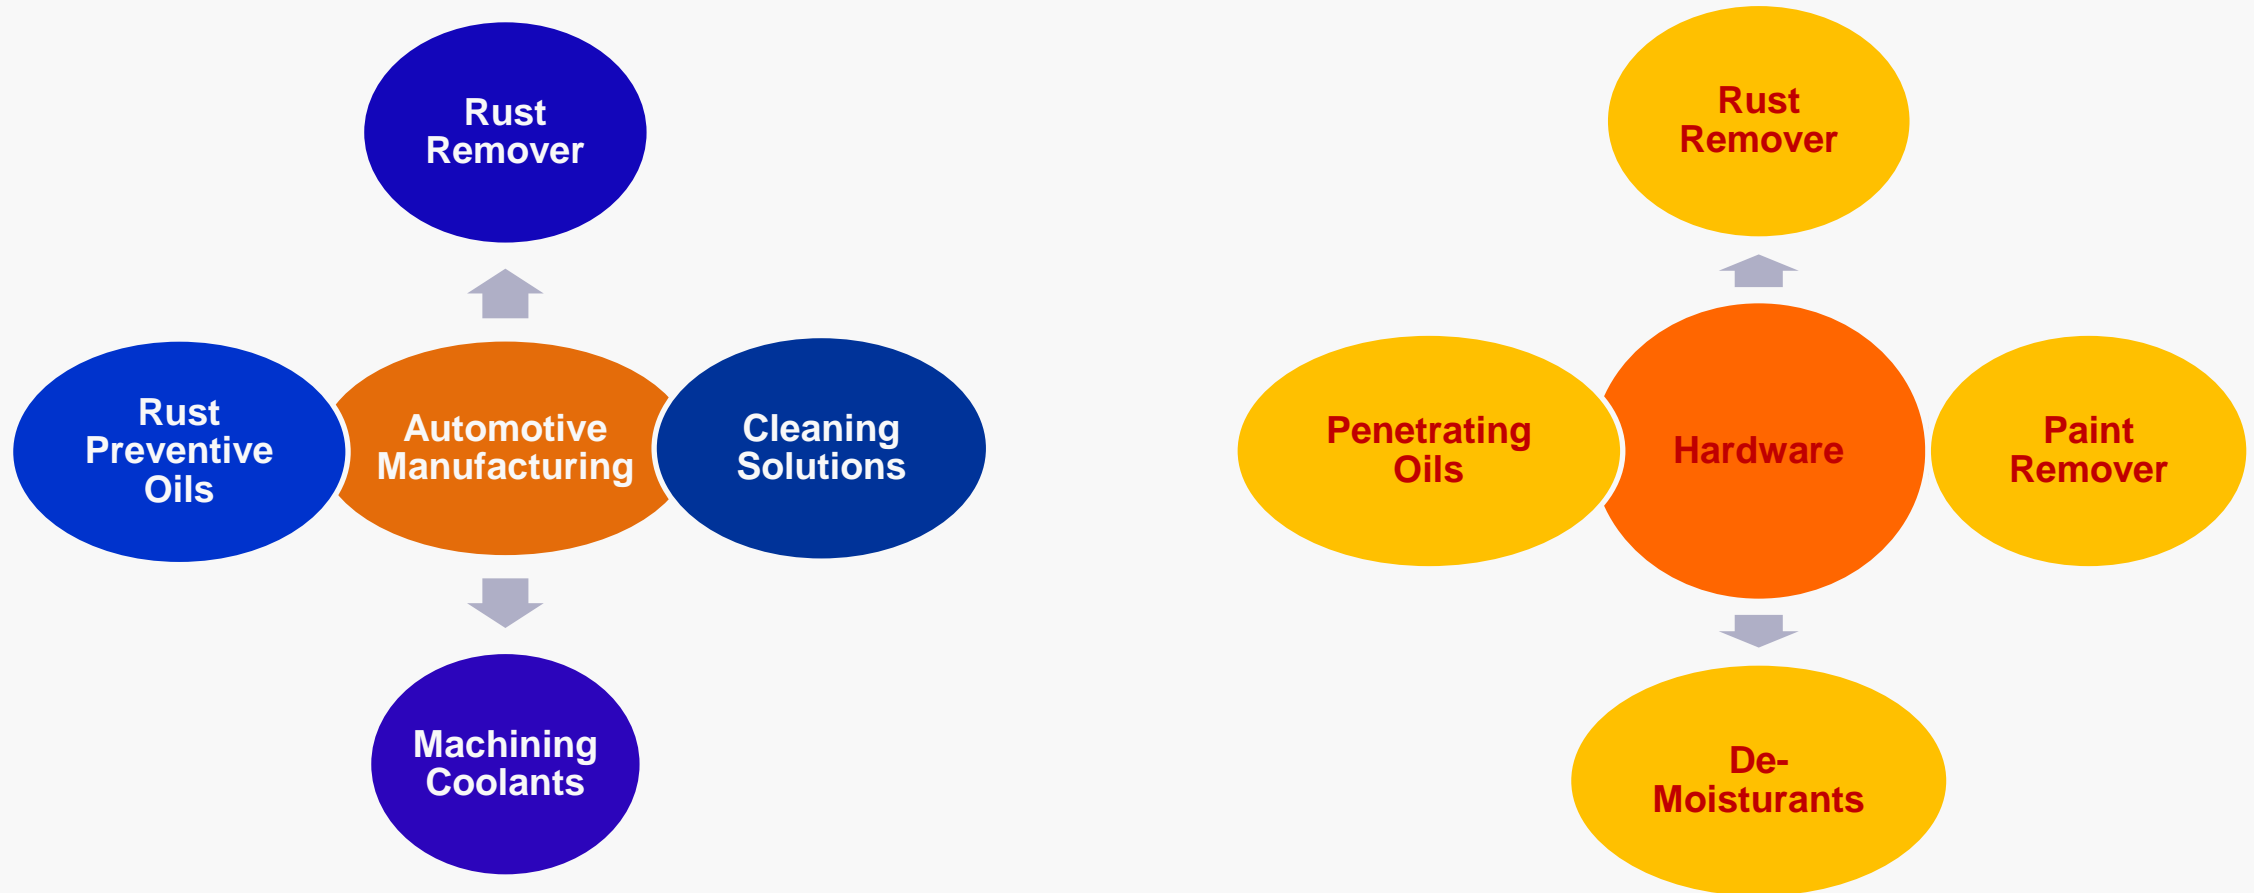 Rust
Remover
Rust
Preventive
Oils
Automotive
Manufacturing
Cleaning
Solutions
Machining
Coolants
Rust
Remover
Penetrating
Oils
Hardware
Paint
Remover
De-
Moisturants